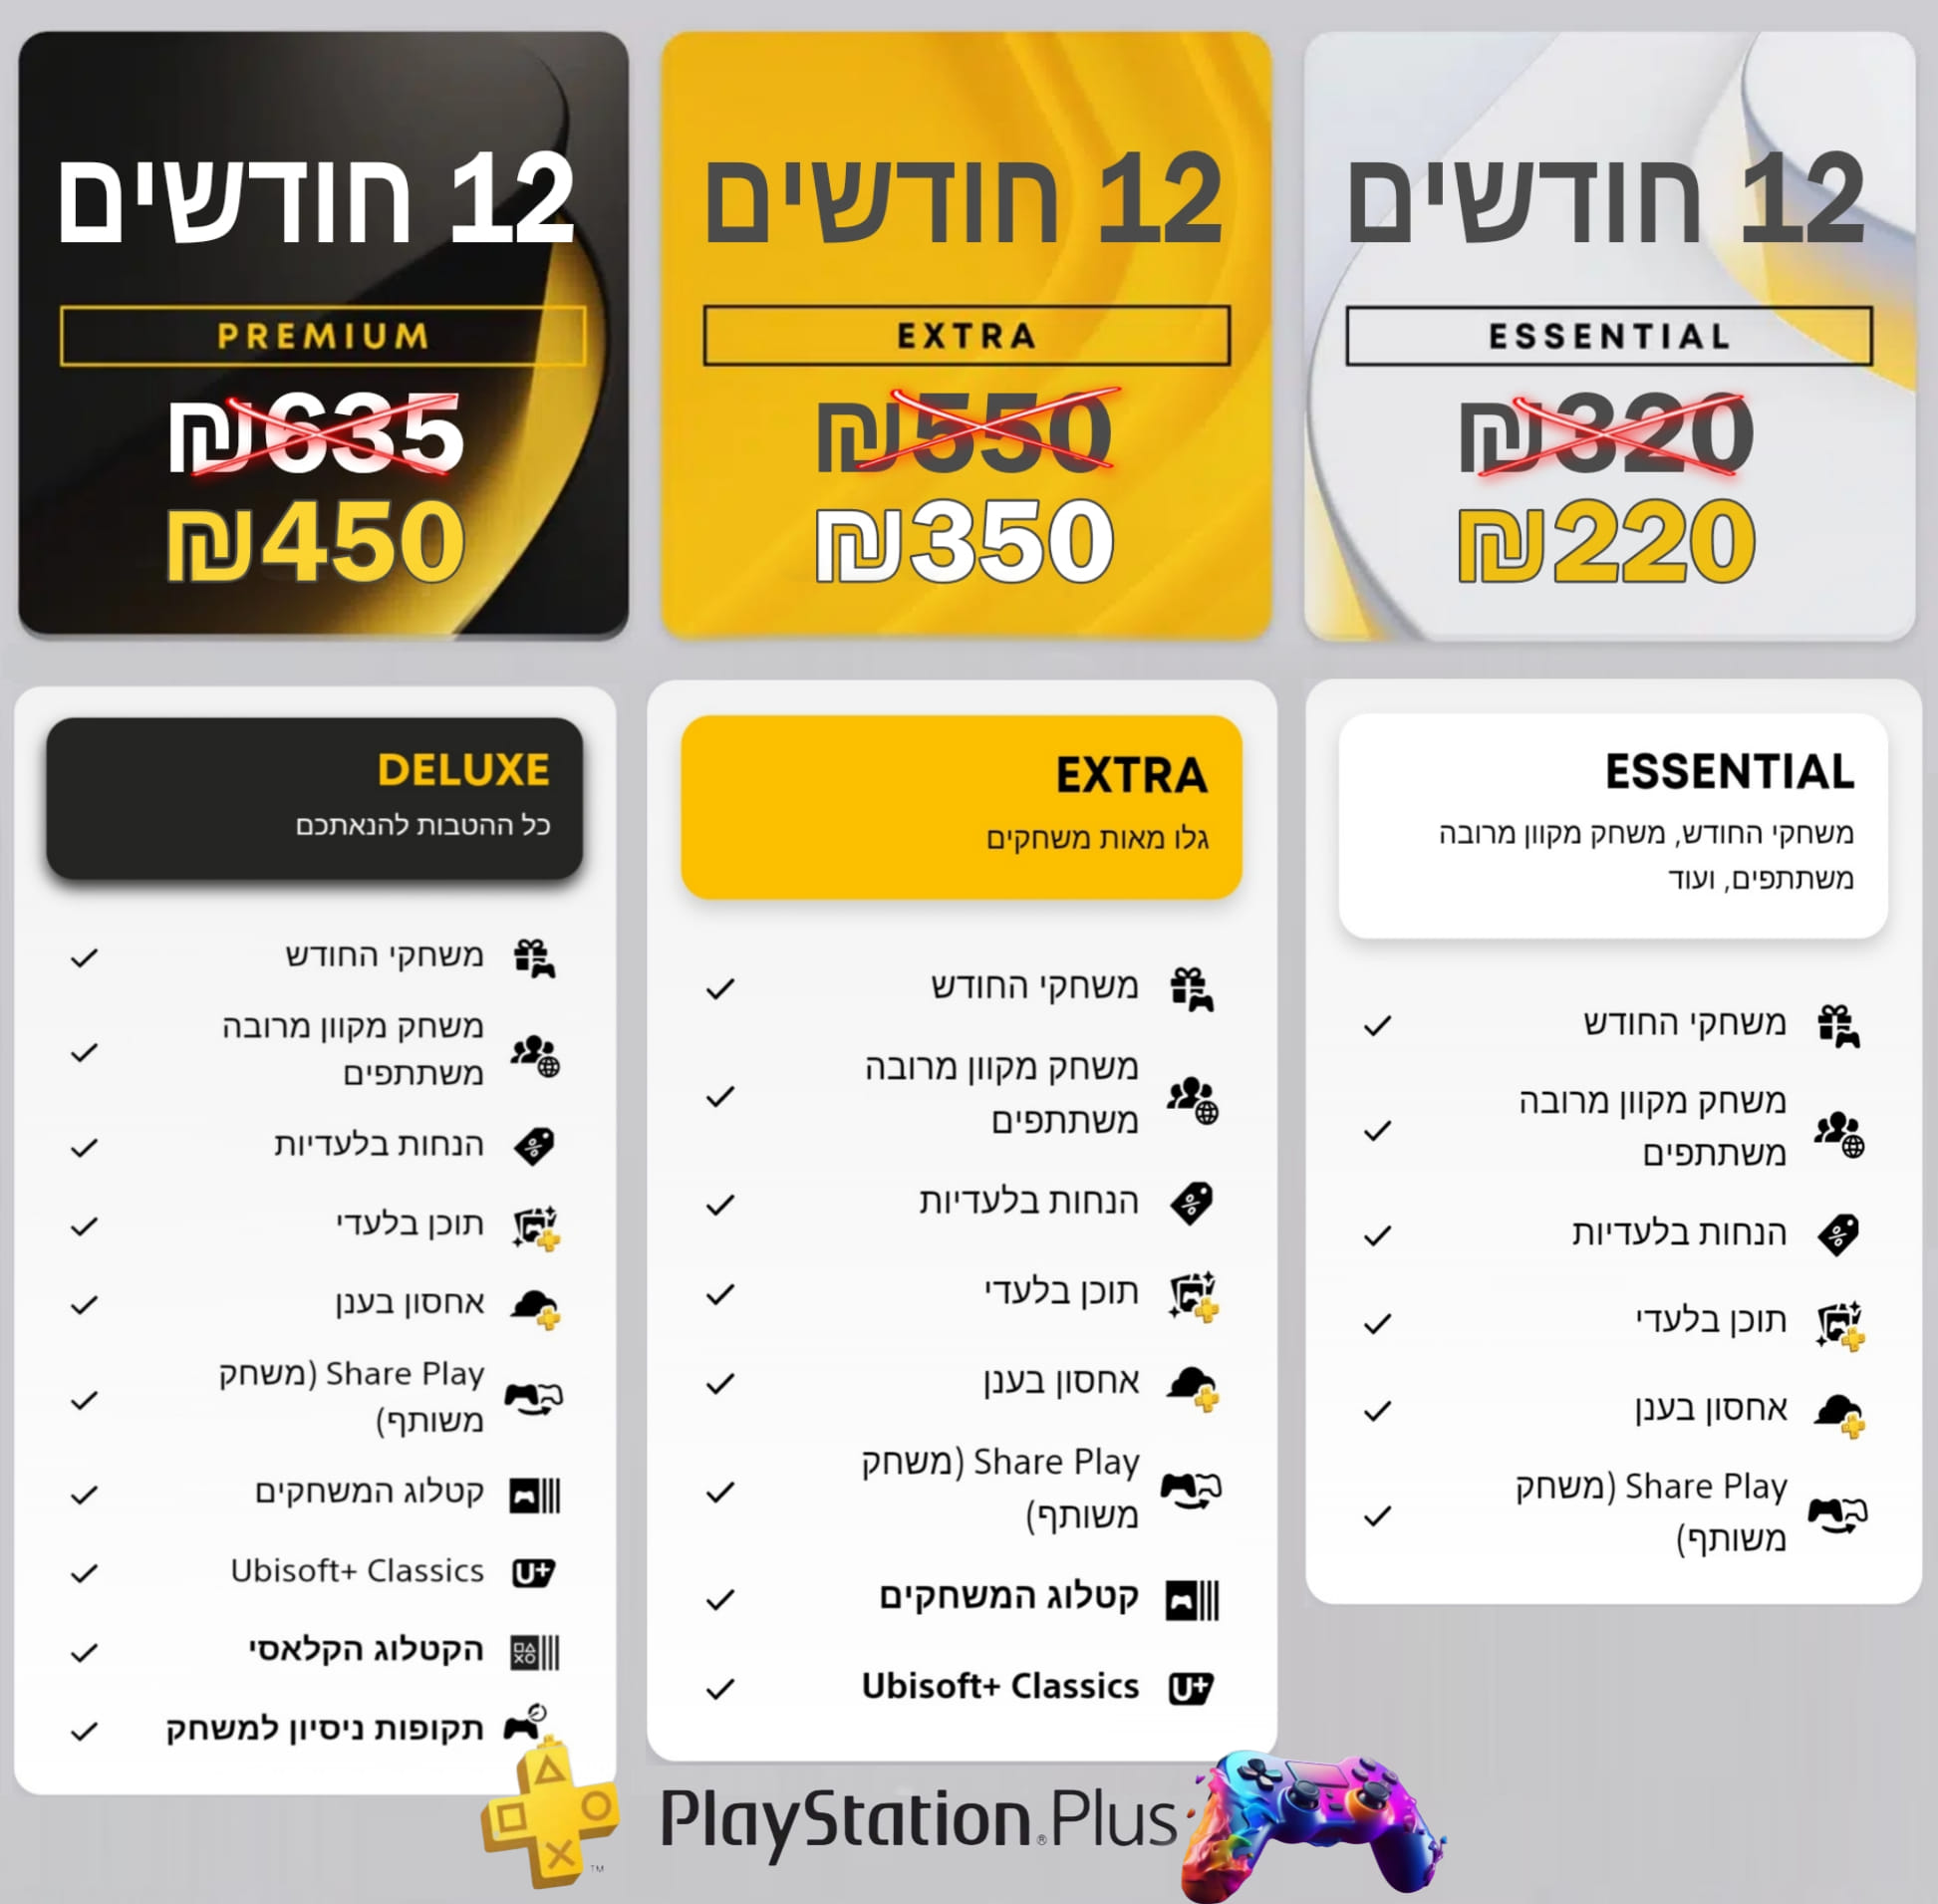 12 חודשים
ESSENTIAL
320₪
220₪
12 חודשים
EXTRA
550₪
350₪
12 חודשים
PREMIUM
635₪
450₪
ESSENTIAL
משחקי החודש, משחק מקוון מרובה
משתתפים, ועוד
משחקי החודש
משחק מקוון מרובה
משתתפים
הנחות בלעדיות
תוכן בלעדי
אחסון בענן
Share Play (משחק
משותף)
EXTRA
גלו מאות משחקים
משחקי החודש
משחק מקוון מרובה
משתתפים
הנחות בלעדיות
תוכן בלעדי
אחסון בענן
Share Play (משחק
משותף)
קטלוג המשחקים
U+ Ubisoft+ Classics
DELUXE
כל ההטבות להנאתכם
משחקי החודש
משחק מקוון מרובה
משתתפים
הנחות בלעדיות
תוכן בלעדי
אחסון בענן
Share Play (משחק
משותף)
קטלוג המשחקים
U+ Ubisoft+ Classics
הקטלוג הקלאסי
תקופות ניסיון למשחק
PlayStation®Plus
™